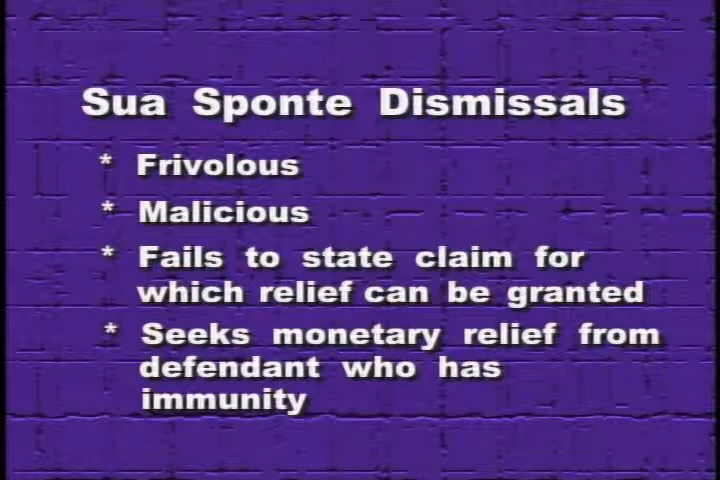 Sua Sponte Dismissals
* Frivolous
* Malicious
* Fails to state claim for
which relief can be granted
* Seeks monetary relief from
defendant who has
immunity